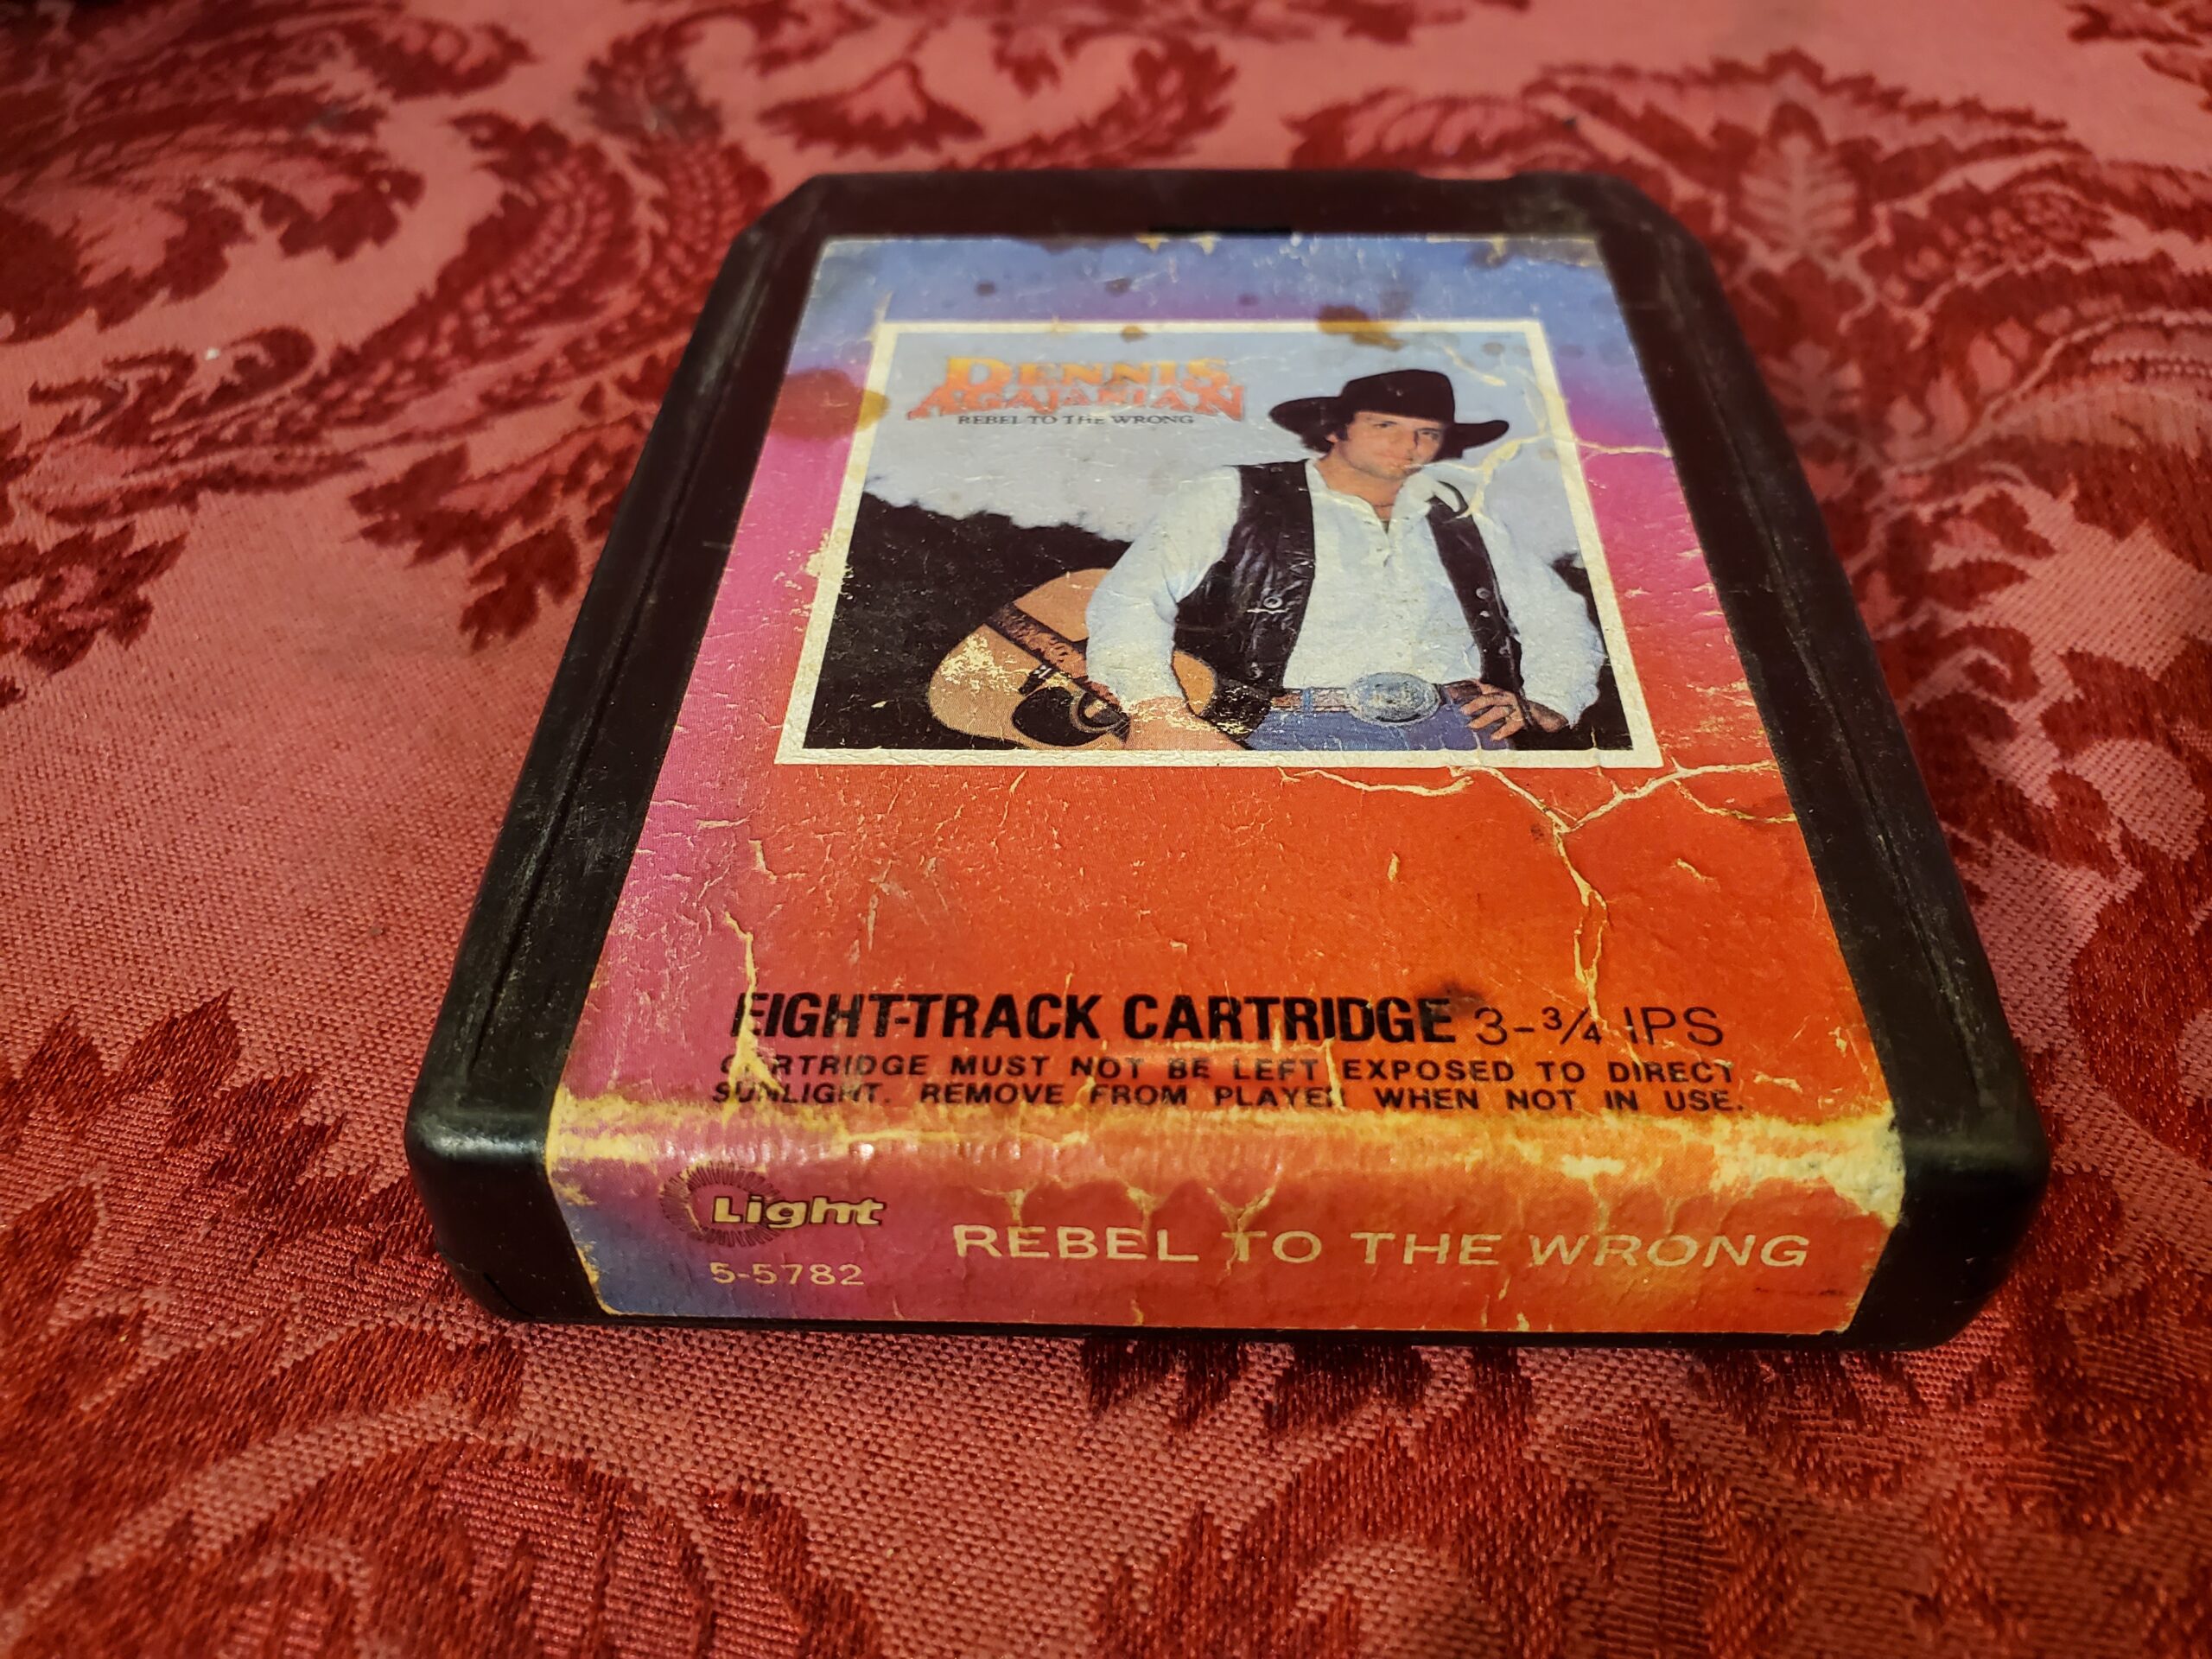 DENNIS
AGAJANIAN
REBEL TO THE WRONG
EIGHT-TRACK CARTRIDGE 3-3/4 IPS
CARTRIDGE MUST NOT BE LEFT EXPOSED TO DIRECT
SUNLIGHT. REMOVE FROM PLAYER WHEN NOT IN USE.
Light
5-5782
REBEL TO THE WRONG